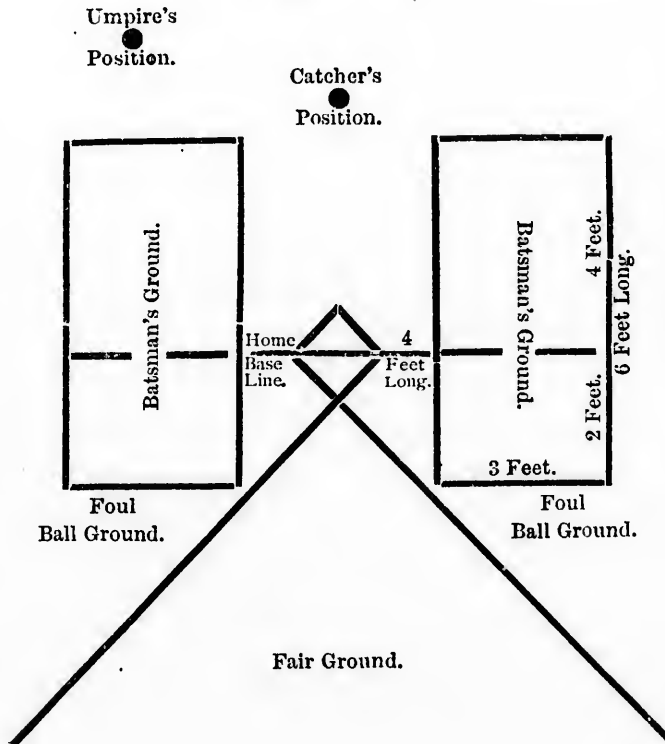 Umpire's
Position.
Catcher's
Position.
Batsman's Ground.
Home
Base
Line.
4
Feet
Long.
Batsman's Ground.
4 Feet.
2 Feet.
6 Feet Long.
3 Feet.
Foul
Ball Ground.
Foul
Ball Ground.
Fair Ground.